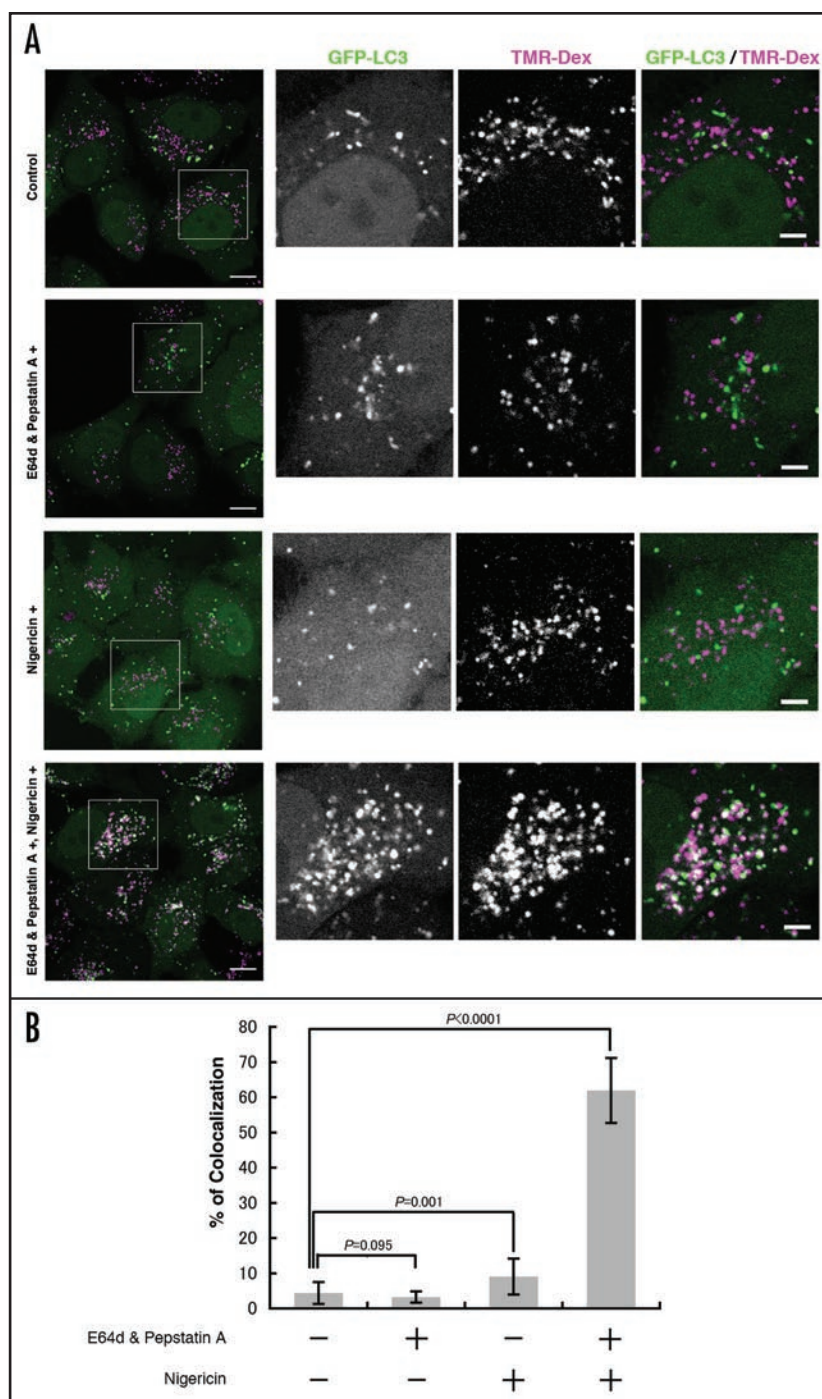 A
GFP-LC3
TMR-Dex
GFP-LC3 / TMR-Dex
Control
E64d & Pepstatin A +
Nigericin +
E64d & Pepstatin A +, Nigericin +
B
% of Colocalization
80
70
60
50
40
30
20
10
0
P<0.0001
P=0.001
P=0.095
E64d & Pepstatin A − + − +
Nigericin − − + +